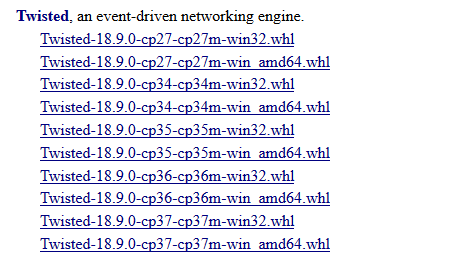 Twisted, an event-driven networking engine.
Twisted-18.9.0-cp27-cp27m-win32.whl
Twisted-18.9.0-cp27-cp27m-win_amd64.whl
Twisted-18.9.0-cp34-cp34m-win32.whl
Twisted-18.9.0-cp34-cp34m-win_amd64.whl
Twisted-18.9.0-cp35-cp35m-win32.whl
Twisted-18.9.0-cp35-cp35m-win_amd64.whl
Twisted-18.9.0-cp36-cp36m-win32.whl
Twisted-18.9.0-cp36-cp36m-win_amd64.whl
Twisted-18.9.0-cp37-cp37m-win32.whl
Twisted-18.9.0-cp37-cp37m-win_amd64.whl